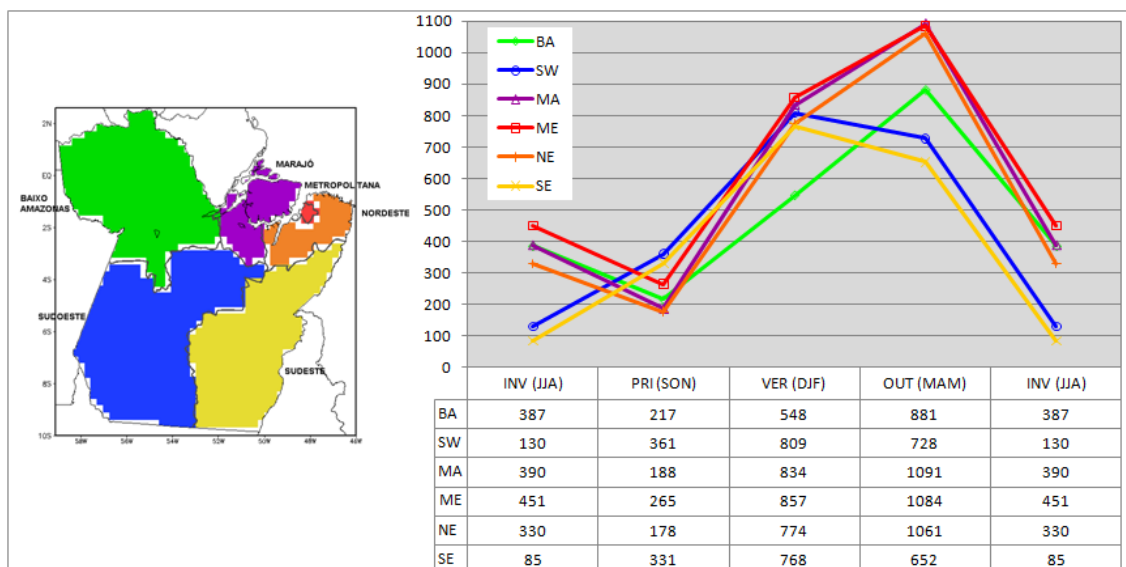 2N
EQ
2S
4S
6S
8S
10S
58W
56W
54W
52W
50W
48W
46W
MARAJÓ
METROPOLITANA
BAIXO
AMAZONAS
NORDESTE
SUDOESTE
SUDESTE
1100
1000
900
800
700
600
500
400
300
200
100
0
BA
SW
MA
ME
NE
SE
INV (JJA) PRI (SON) VER (DJF) OUT (MAM) INV (JJA)
BA 387 217 548 881 387
SW 130 361 809 728 130
MA 390 188 834 1091 390
ME 451 265 857 1084 451
NE 330 178 774 1061 330
SE 85 331 768 652 85